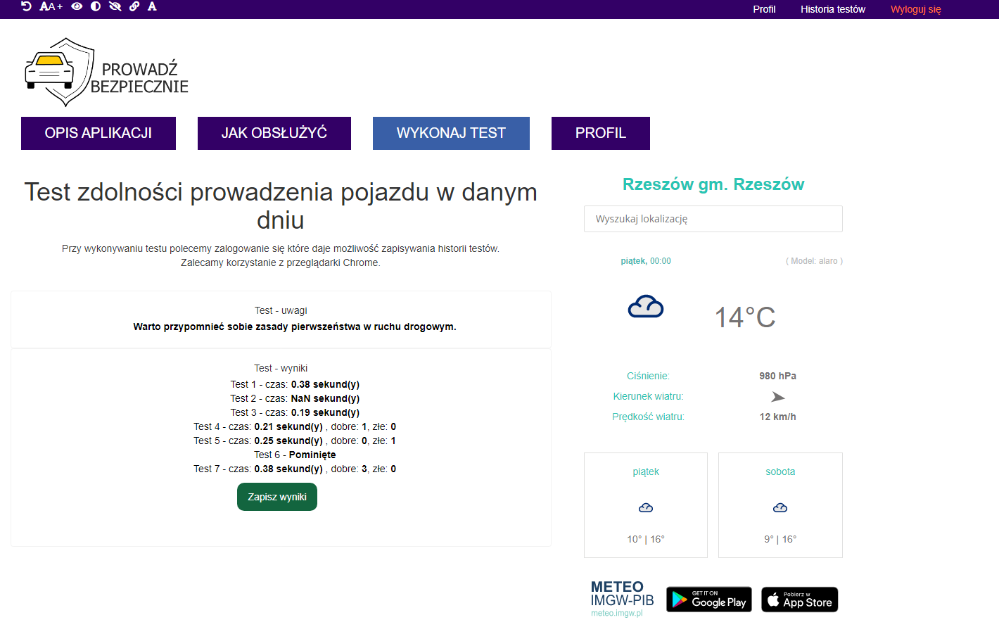 AA+
A
Profil
Historia testów
Wyloguj się
PROWADŹ
BEZPIECZNIE
OPIS APLIKACJI
JAK OBSŁUŻYĆ
WYKONAJ TEST
PROFIL
Test zdolności prowadzenia pojazdu w danym
dniu
Przy wykonywaniu testu polecemy zalogowanie się które daje możliwość zapisywania historii testów.
Zalecamy korzystanie z przeglądarki Chrome.
Test - uwagi
Warto przypomnieć sobie zasady pierwszeństwa w ruchu drogowym.
Test - wyniki
Test 1 - czas: 0.38 sekund(y)
Test 2 - czas: NaN sekund(y)
Test 3 - czas: 0.19 sekund(y)
Test 4 - czas: 0.21 sekund(y) , dobre: 1, złe: 0
Test 5 - czas: 0.25 sekund(y) , dobre: 0, złe: 1
Test 6 - Pominięte
Test 7 - czas: 0.38 sekund(y) , dobre: 3, złe: 0
Zapisz wyniki
Rzeszów gm. Rzeszów
Wyszukaj lokalizację
piątek, 00:00
( Model: alaro )
14°C
Ciśnienie:
980 hPa
Kierunek wiatru:
Prędkość wiatru:
12 km/h
piątek
10° | 16°
sobota
9° | 16°
METEO
IMGW-PIB
meteo.imgw.pl
GET IT ON
Google Play
Pobierz w
App Store